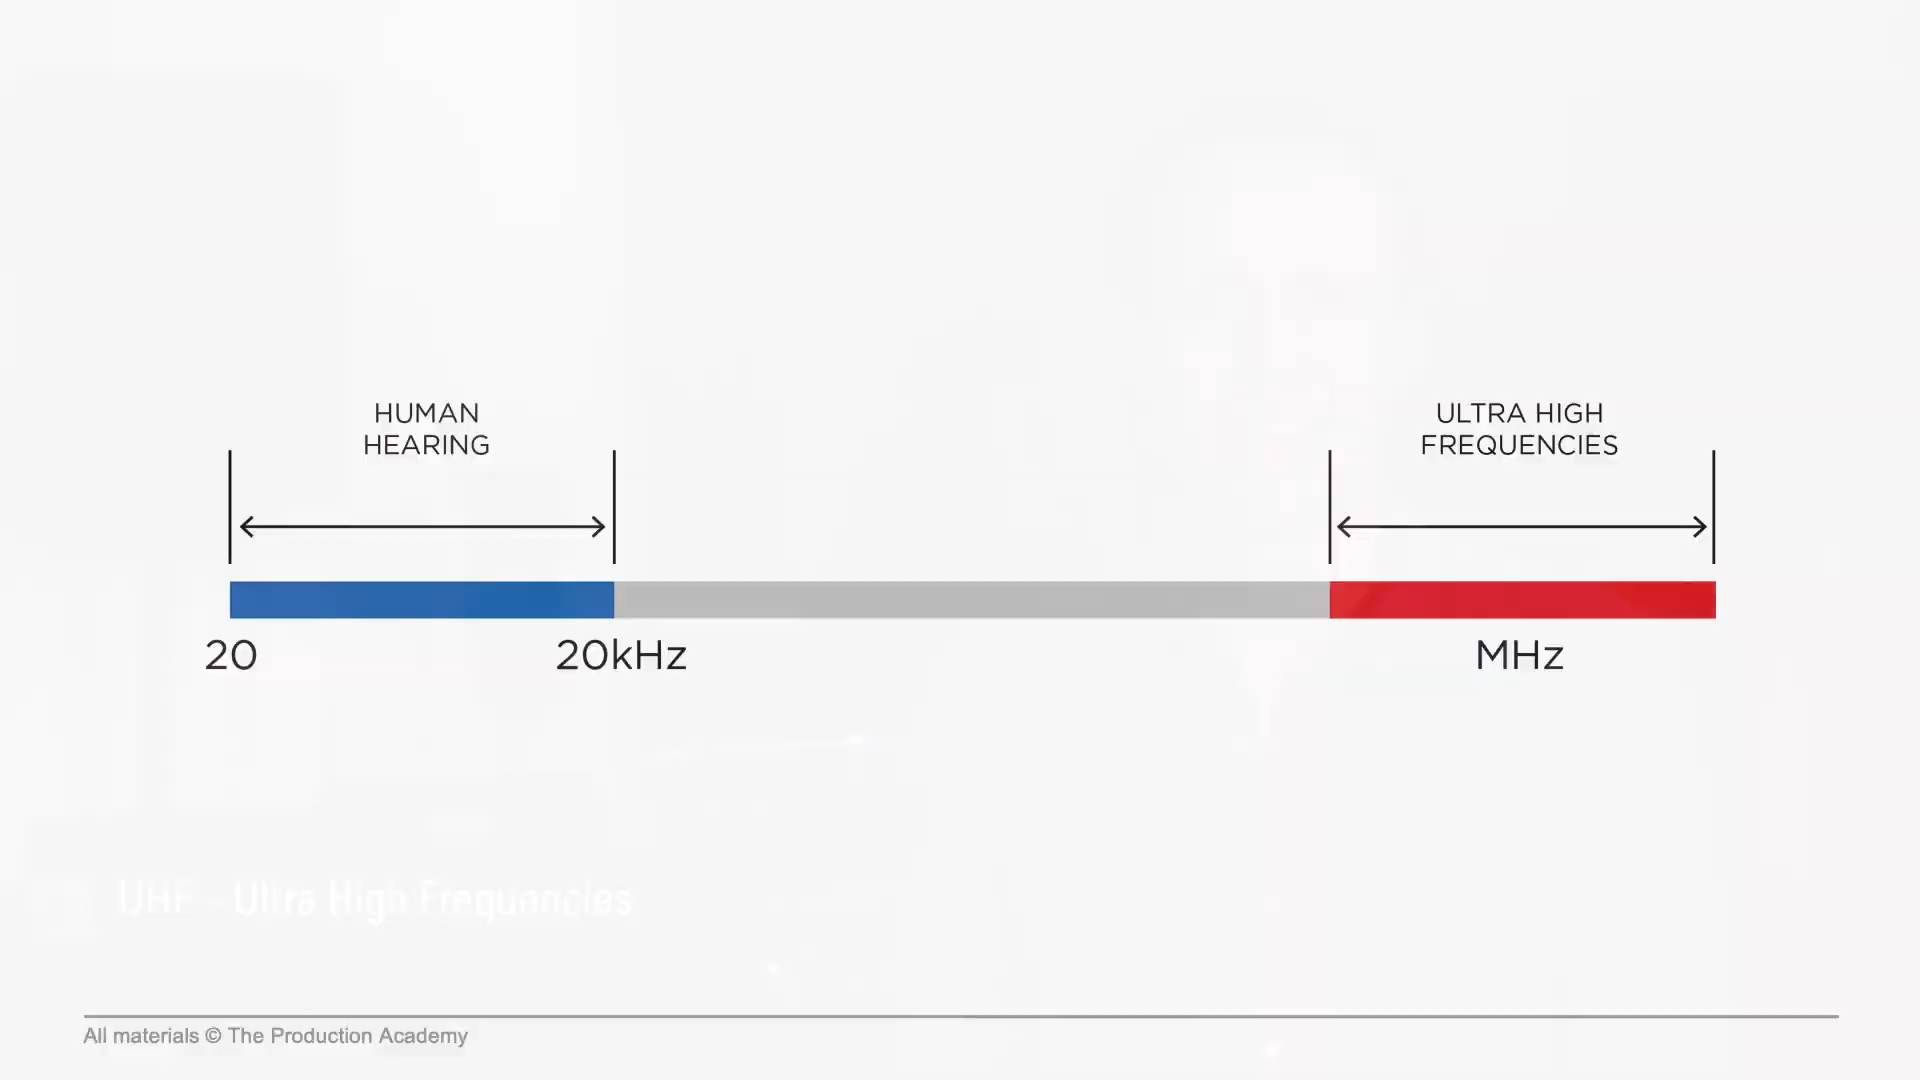 HUMAN
HEARING
ULTRA HIGH
FREQUENCIES
20
20kHz
MHz
UHF - Ultra High Frequencies
All materials © The Production Academy